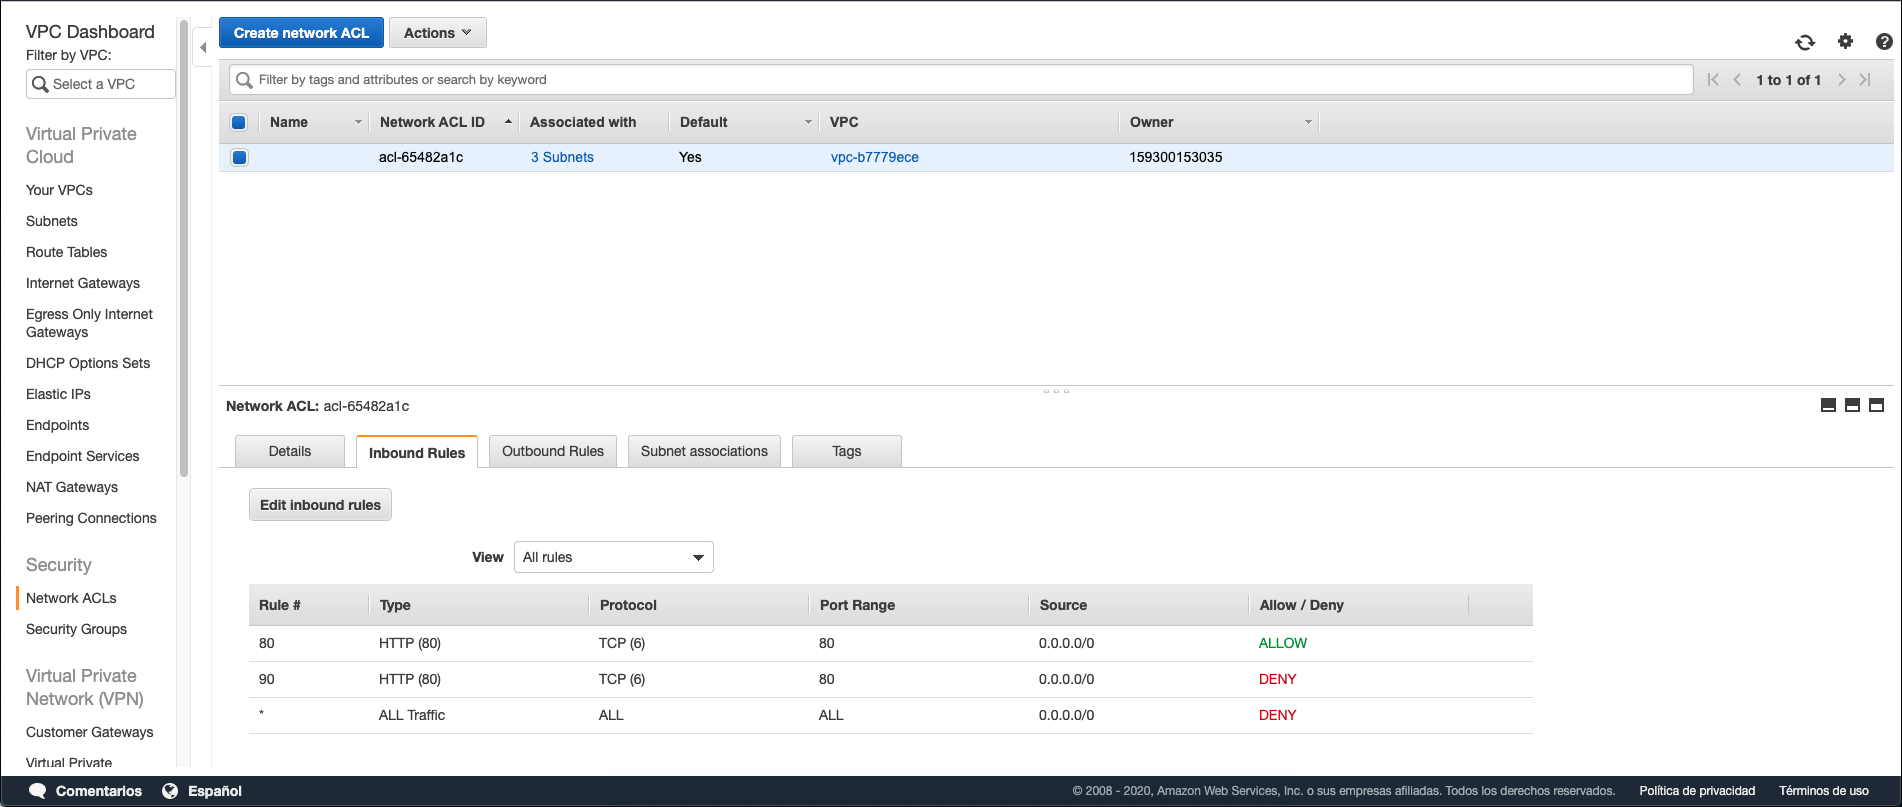 VPC Dashboard
Filter by VPC:
Select a VPC
Virtual Private
Cloud
Your VPCs
Subnets
Route Tables
Internet Gateways
Egress Only Internet
Gateways
DHCP Options Sets
Elastic IPs
Endpoints
Endpoint Services
NAT Gateways
Peering Connections
Security
Network ACLs
Security Groups
Virtual Private
Network (VPN)
Customer Gateways
Virtual Private
Create network ACL Actions
Filter by tags and attributes or search by keyword 1 to 1 of 1
Name Network ACL ID Associated with Default VPC Owner
acl-65482a1c 3 Subnets Yes vpc-b7779ece 159300153035
Network ACL: acl-65482a1c
Details Inbound Rules Outbound Rules Subnet associations Tags
Edit inbound rules
View All rules
Rule # Type Protocol Port Range Source Allow / Deny
80 HTTP (80) TCP (6) 80 0.0.0.0/0 ALLOW
90 HTTP (80) TCP (6) 80 0.0.0.0/0 DENY
* ALL Traffic ALL ALL 0.0.0.0/0 DENY
Comentarios Español © 2008 - 2020, Amazon Web Services, Inc. o sus empresas afiliadas. Todos los derechos reservados. Política de privacidad Términos de uso